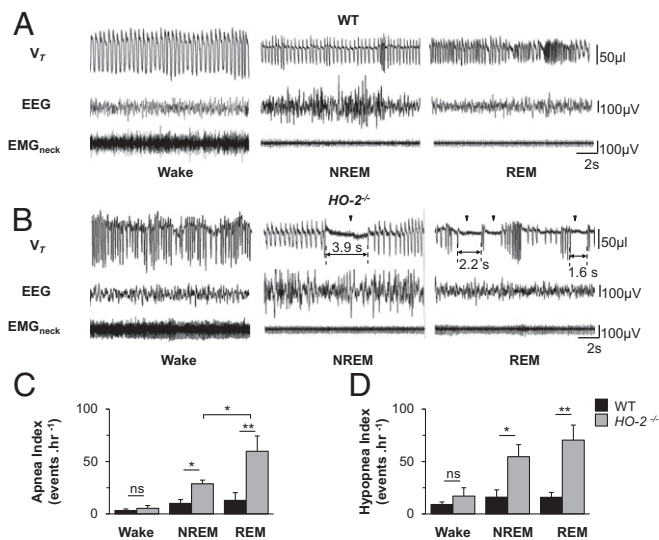 A
WT
V_T
50µl
EEG
100µV
EMG_neck
100µV
2s
Wake
NREM
REM
B
HO-2^-/-
V_T
3.9 s
2.2 s
1.6 s
50µl
EEG
100µV
EMG_neck
100µV
2s
Wake
NREM
REM
C
Apnea Index
(events .hr^-1)
100
50
0
ns
*
*
**
Wake
NREM
REM
D
Hypopnea Index
(events .hr^-1)
100
50
0
ns
*
**
Wake
NREM
REM
WT
HO-2^-/-